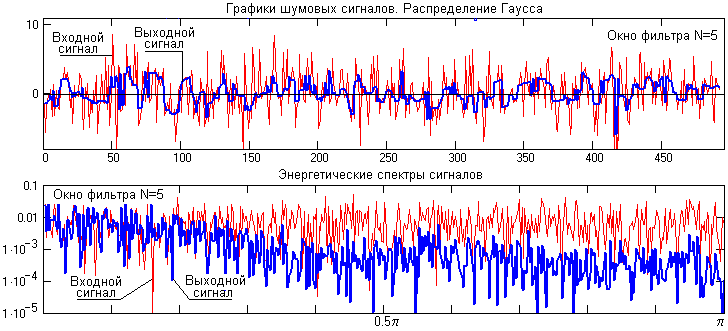 Графики шумовых сигналов. Распределение Гаусса
10
Входной
сигнал
Выходной
сигнал
Окно фильтра N=5
0
0 50 100 150 200 250 300 350 400 450
Энергетические спектры сигналов
0.1
Окно фильтра N=5
0.01
1·10⁻³
1·10⁻⁴
Входной
сигнал
Выходной
сигнал
1·10⁻⁵
0.5π π